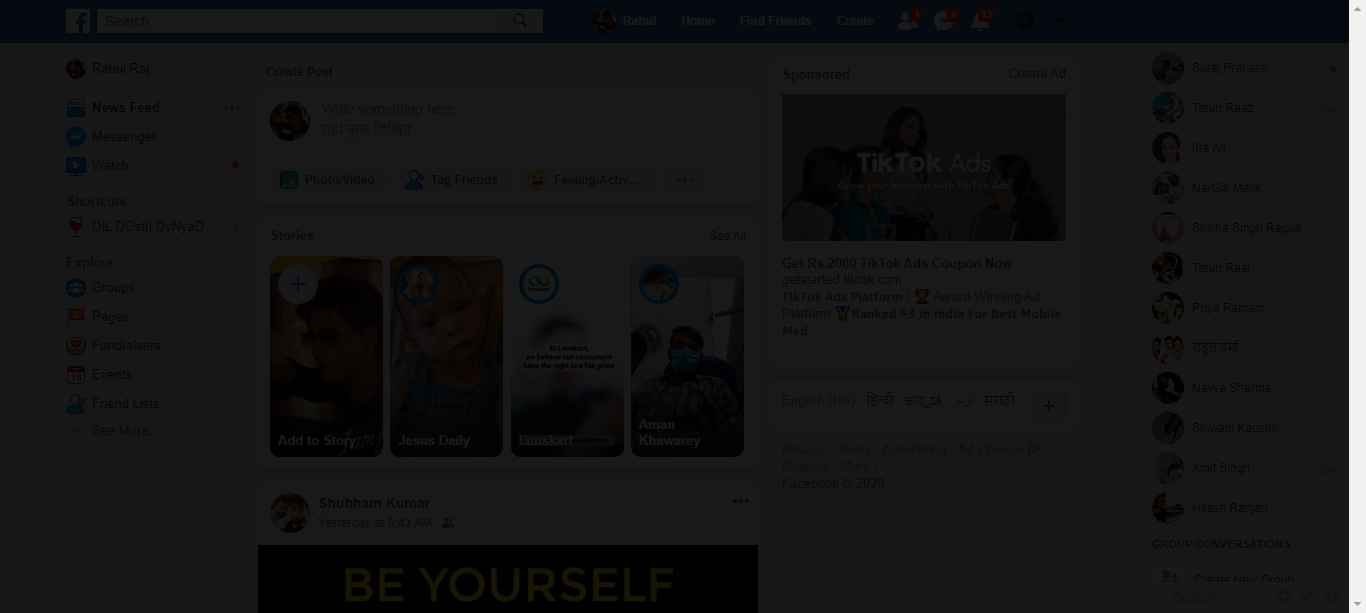 Search
Rahul
Home
Find Friends
Create
1
1
13
Rahul Raj
News Feed
Messenger
Watch
Shortcuts
DIL DOstII DvNyaD...
5
Explore
Groups
Pages
Fundraisers
Events
Friend Lists
See More...
Create Post
Write something here...
यहां कुछ लिखिए...
Photo/Video
Tag Friends
Feeling/Activ...
Stories
See All
Add to Story
Jesus Daily
At Lenskart,
we believe our consumers
have the right to a fair price
Lenskart
Aman
Khawarey
Shubham Kumar
Yesterday at 8:43 AM
BE YOURSELF
Sponsored
Create Ad
TikTok Ads
Grow your business with TikTok Ads
Get Rs.2000 TikTok Ads Coupon Now
getstarted.tiktok.com
TikTok Ads Platform | 🏆 Award-Winning Ad
Platform 🏅Ranked #3 in India For Best Mobile
Med...
English (US) हिन्दी ಕನ್ನಡ اردو मराठी
Privacy · Terms · Advertising · Ad Choices
Cookies · More
Facebook © 2020
Suraj Prakash
Tarun Raaz
Ifra Ali
NarGis Malik
Shikha Singh Rajput
Tarun Raaj
Priya Ramani
राहुल वर्मा
Navya Sharma
Shiwani Kaushik
Amit Singh
20h
Hitesh Ranjan
GROUP CONVERSATIONS
Create New Group
Search